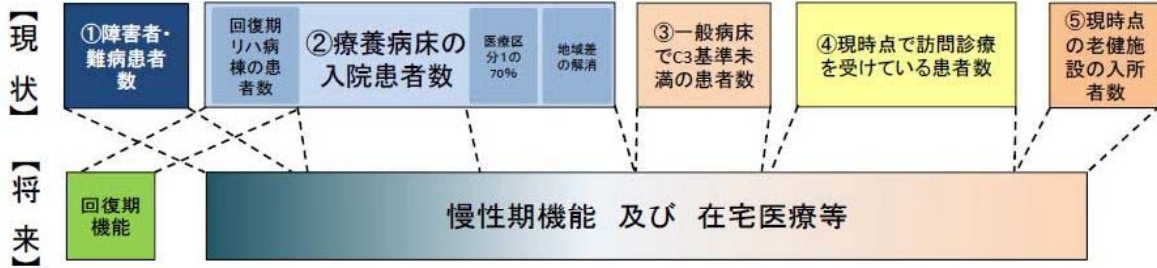 【現状】
①障害者・
難病患者
数
回復期
リハ病
棟の患
者数
②療養病床の
入院患者数
医療区
分1の
70%
地域差
の解消
③一般病床
でC3基準未
満の患者数
④現時点で訪問診療
を受けている患者数
⑤現時点
の老健施
設の入所
者数
【将来】
回復期
機能
慢性期機能 及び 在宅医療等